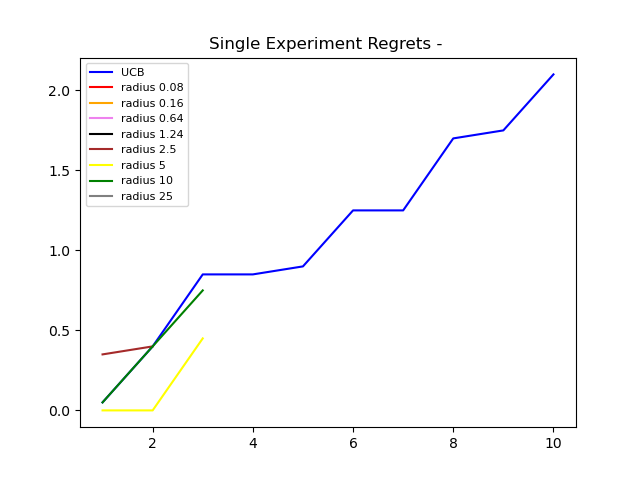 Single Experiment Regrets -
UCB
radius 0.08
radius 0.16
radius 0.64
radius 1.24
radius 2.5
radius 5
radius 10
radius 25
2.0
1.5
1.0
0.5
0.0
2 4 6 8 10